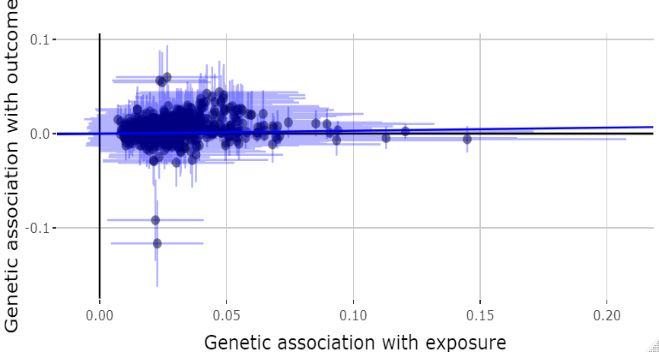 Genetic association with outcome
0.1
0.0
-0.1
0.00 0.05 0.10 0.15 0.20
Genetic association with exposure